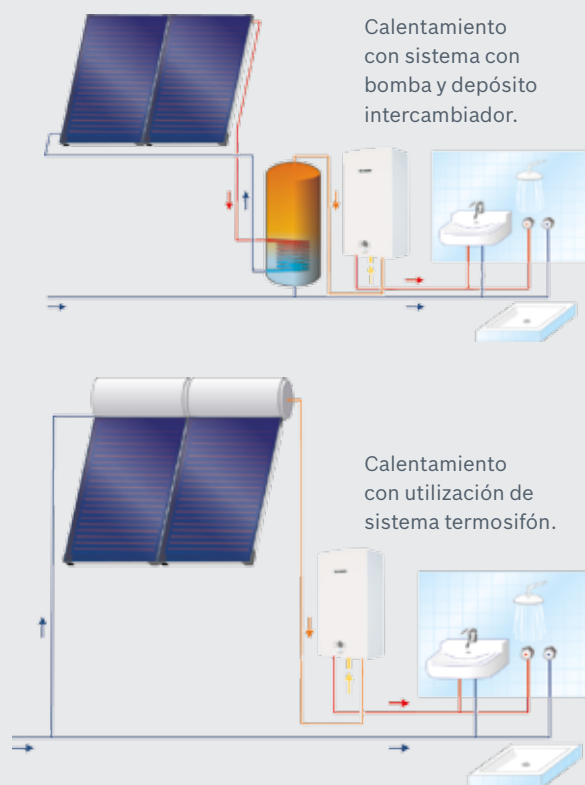 Calentamiento
con sistema con
bomba y depósito
intercambiador.
Calentamiento
con utilización de
sistema termosifón.